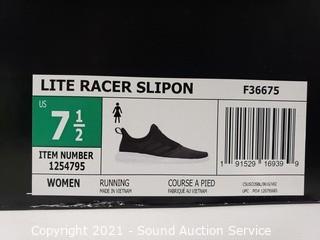 LITE RACER SLIPON
F36675
US
7 1/2
ITEM NUMBER
1254795
1 91529 16939 9
WOMEN
RUNNING
MADE IN VIETNAM
COURSE A PIED
FABRIQUÉ AU VIETNAM
Copyright 2021 - Sound Auction Service